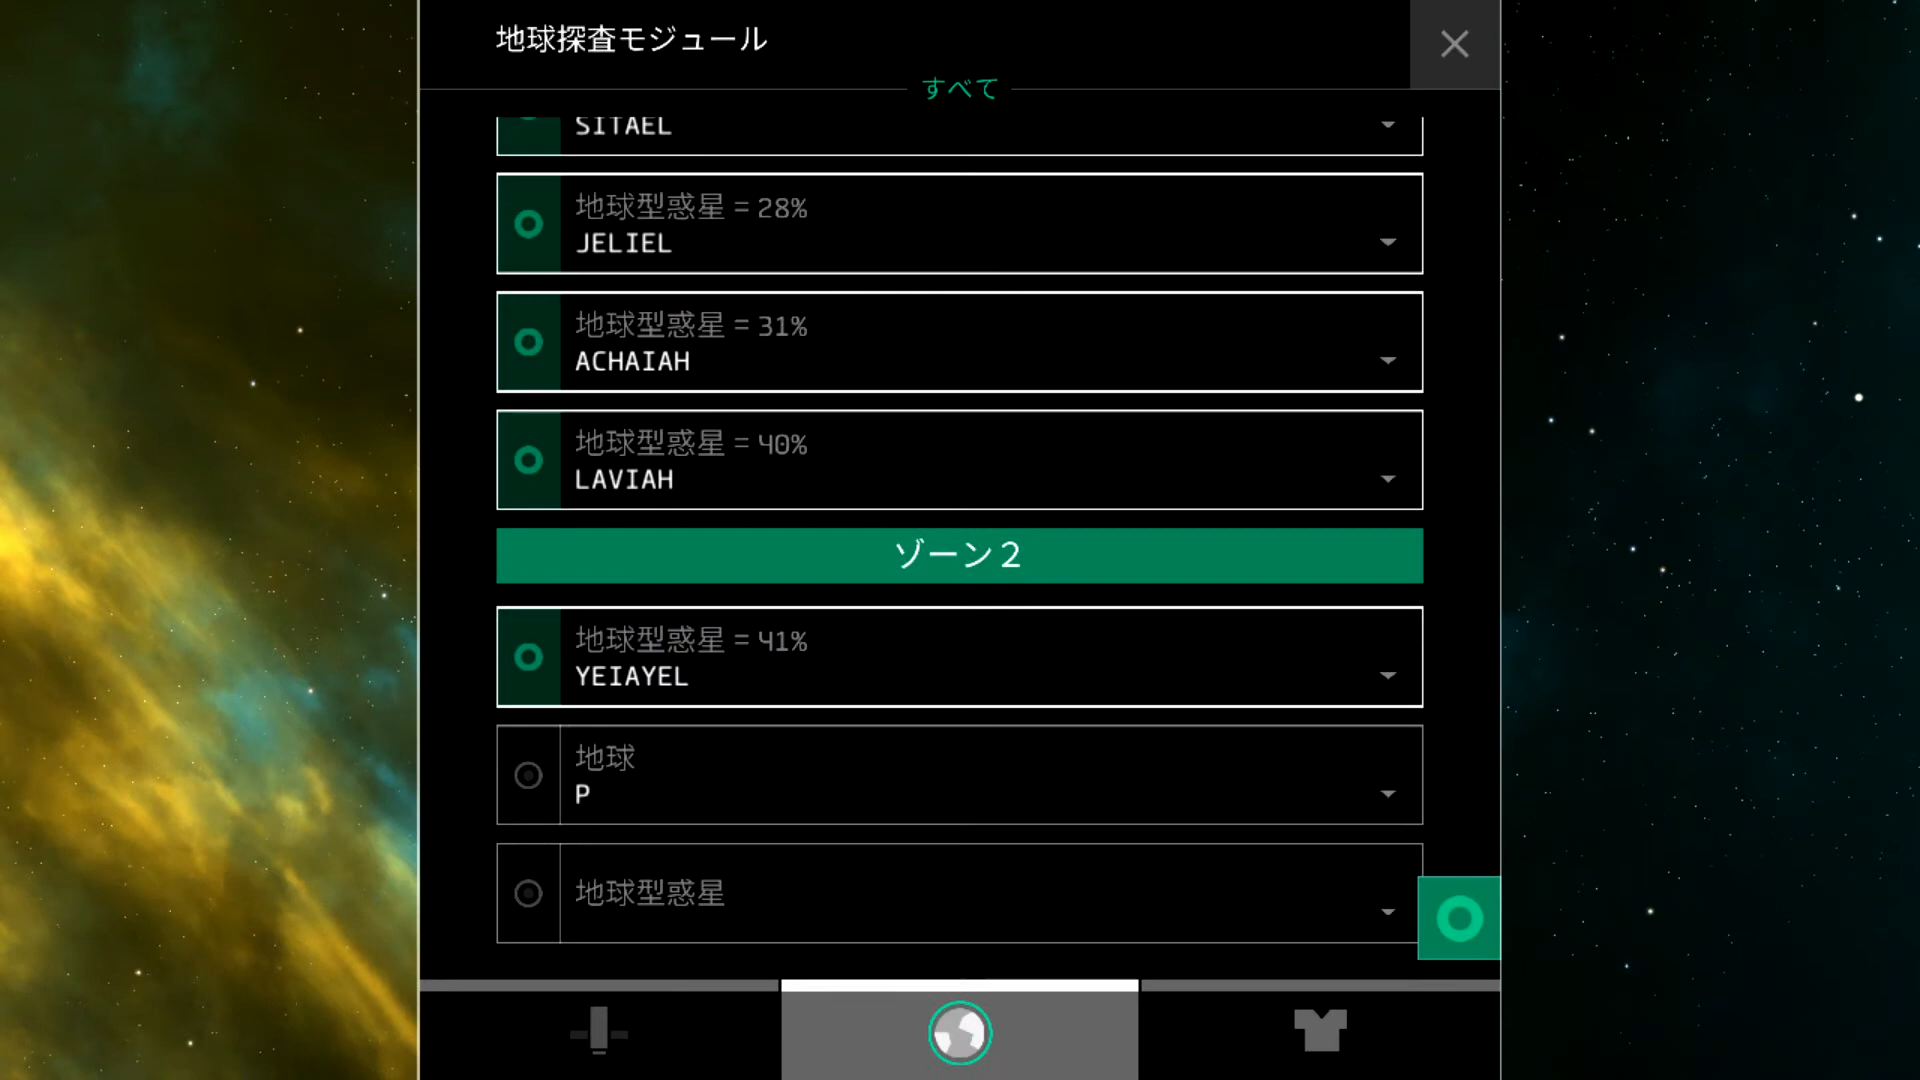 地球探査モジュール
すべて
SITAEL
地球型惑星 = 28%
JELIEL
地球型惑星 = 31%
ACHAIAH
地球型惑星 = 40%
LAVIAH
ゾーン 2
地球型惑星 = 41%
YEIAYEL
地球
P
地球型惑星